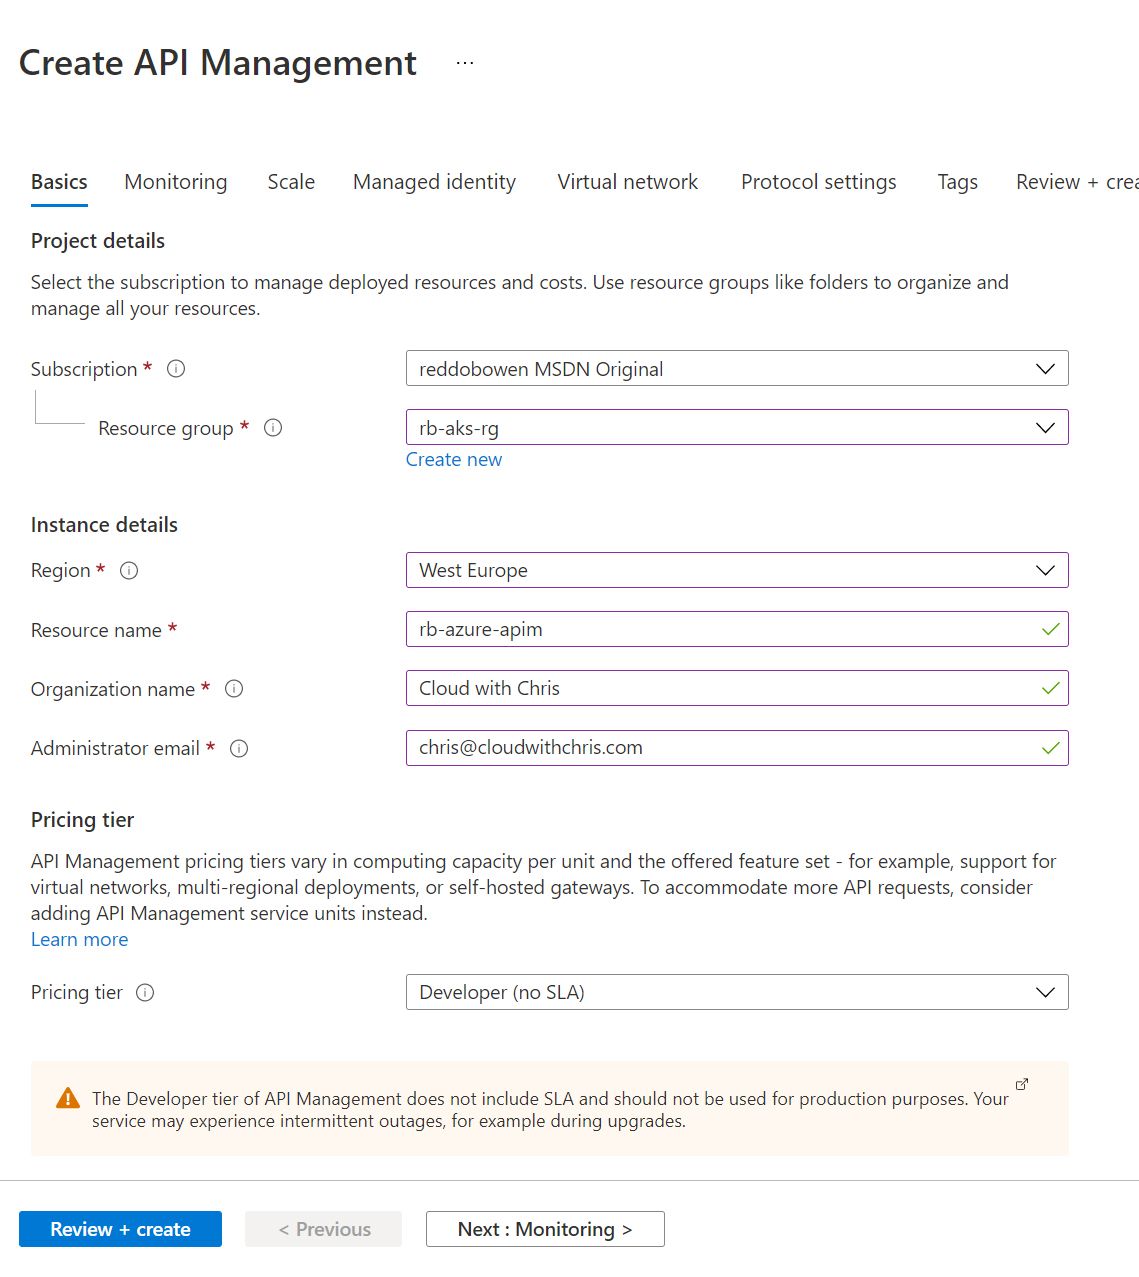 Create API Management ...
Basics Monitoring Scale Managed identity Virtual network Protocol settings Tags Review + crea
Project details
Select the subscription to manage deployed resources and costs. Use resource groups like folders to organize and
manage all your resources.
Subscription *
reddobowen MSDN Original
Resource group *
rb-aks-rg
Create new
Instance details
Region *
West Europe
Resource name *
rb-azure-apim
Organization name *
Cloud with Chris
Administrator email *
chris@cloudwithchris.com
Pricing tier
API Management pricing tiers vary in computing capacity per unit and the offered feature set - for example, support for
virtual networks, multi-regional deployments, or self-hosted gateways. To accommodate more API requests, consider
adding API Management service units instead.
Learn more
Pricing tier
Developer (no SLA)
The Developer tier of API Management does not include SLA and should not be used for production purposes. Your
service may experience intermittent outages, for example during upgrades.
Review + create
< Previous
Next : Monitoring >